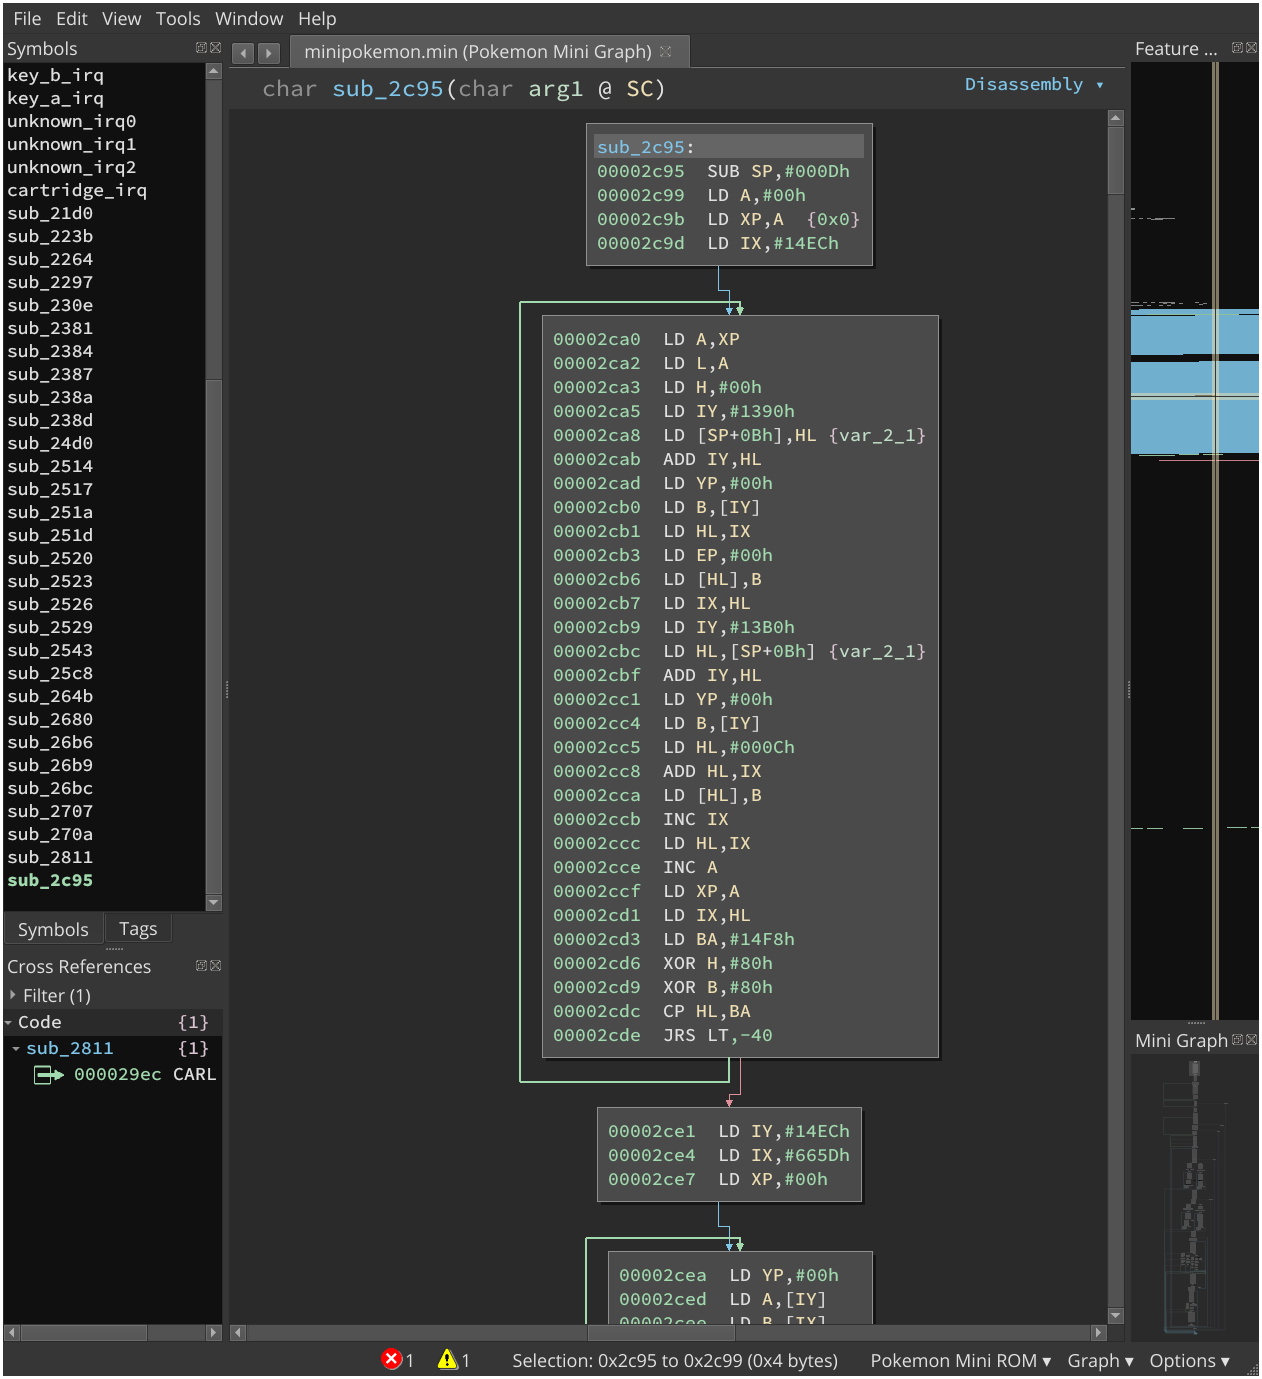 File Edit View Tools Window Help
Symbols
key_b_irq
key_a_irq
unknown_irq0
unknown_irq1
unknown_irq2
cartridge_irq
sub_21d0
sub_223b
sub_2264
sub_2297
sub_230e
sub_2381
sub_2384
sub_2387
sub_238a
sub_238d
sub_24d0
sub_2514
sub_2517
sub_251a
sub_251d
sub_2520
sub_2523
sub_2526
sub_2529
sub_2543
sub_25c8
sub_264b
sub_2680
sub_26b6
sub_26b9
sub_26bc
sub_2707
sub_270a
sub_2811
sub_2c95
Symbols Tags
Cross References
Filter (1)
Code {1}
sub_2811 {1}
000029ec CARL
minipokemon.min (Pokemon Mini Graph)
char sub_2c95(char arg1 @ SC)
Disassembly
sub_2c95:
00002c95 SUB SP,#000Dh
00002c99 LD A,#00h
00002c9b LD XP,A {0x0}
00002c9d LD IX,#14ECh
00002ca0 LD A,XP
00002ca2 LD L,A
00002ca3 LD H,#00h
00002ca5 LD IY,#1390h
00002ca8 LD [SP+0Bh],HL {var_2_1}
00002cab ADD IY,HL
00002cad LD YP,#00h
00002cb0 LD B,[IY]
00002cb1 LD HL,IX
00002cb3 LD EP,#00h
00002cb6 LD [HL],B
00002cb7 LD IX,HL
00002cb9 LD IY,#13B0h
00002cbc LD HL,[SP+0Bh] {var_2_1}
00002cbf ADD IY,HL
00002cc1 LD YP,#00h
00002cc4 LD B,[IY]
00002cc5 LD HL,#000Ch
00002cc8 ADD HL,IX
00002cca LD [HL],B
00002ccb INC IX
00002ccc LD HL,IX
00002cce INC A
00002ccf LD XP,A
00002cd1 LD IX,HL
00002cd3 LD BA,#14F8h
00002cd6 XOR H,#80h
00002cd9 XOR B,#80h
00002cdc CP HL,BA
00002cde JRS LT,-40
00002ce1 LD IY,#14ECh
00002ce4 LD IX,#665Dh
00002ce7 LD XP,#00h
00002cea LD YP,#00h
00002ced LD A,[IY]
00002cee LD B,[IX]
Feature ...
Mini Graph
1 1 Selection: 0x2c95 to 0x2c99 (0x4 bytes) Pokemon Mini ROM Graph Options